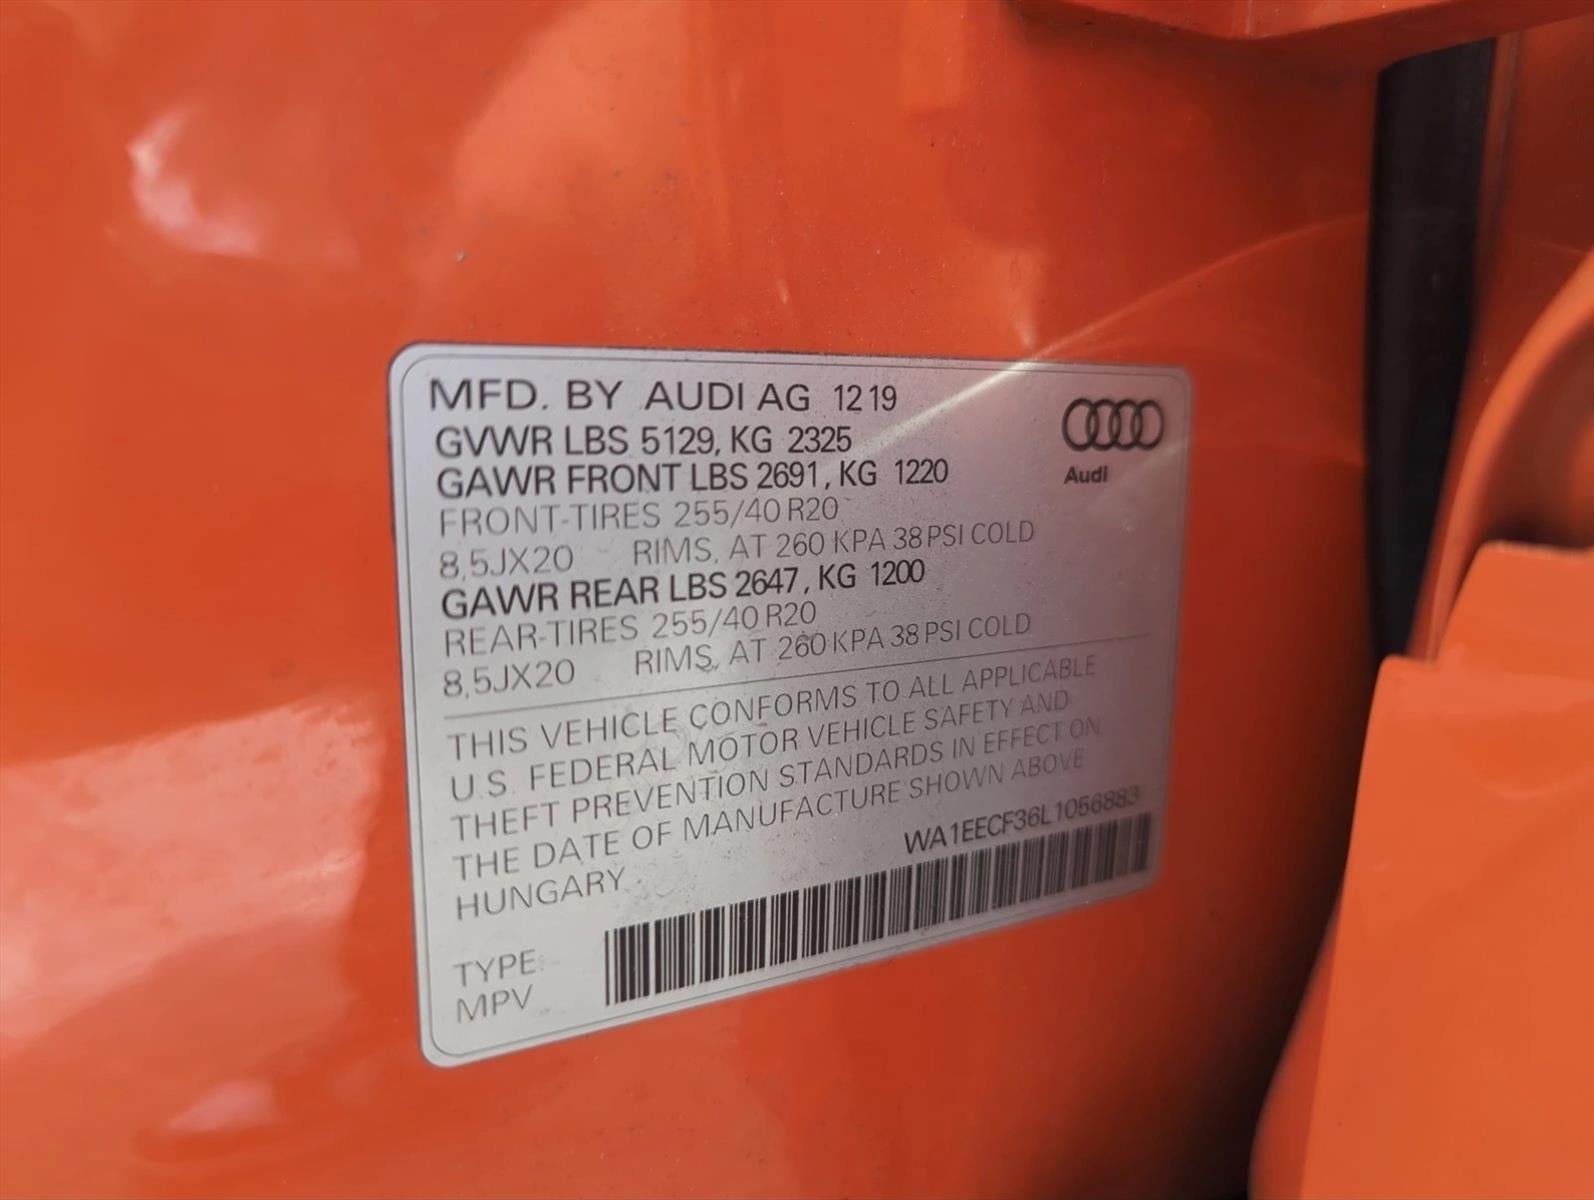 MFD. BY AUDI AG 12 19
GVWR LBS 5129, KG 2325
GAWR FRONT LBS 2691, KG 1220
FRONT-TIRES 255/40 R20
8,5JX20 RIMS, AT 260 KPA 38 PSI COLD
GAWR REAR LBS 2647, KG 1200
REAR-TIRES 255/40 R20
8,5JX20 RIMS, AT 260 KPA 38 PSI COLD
Audi
THIS VEHICLE CONFORMS TO ALL APPLICABLE
U.S. FEDERAL MOTOR VEHICLE SAFETY AND
THEFT PREVENTION STANDARDS IN EFFECT ON
THE DATE OF MANUFACTURE SHOWN ABOVE
HUNGARY
WA1EECF36L1056883
TYPE:
MPV